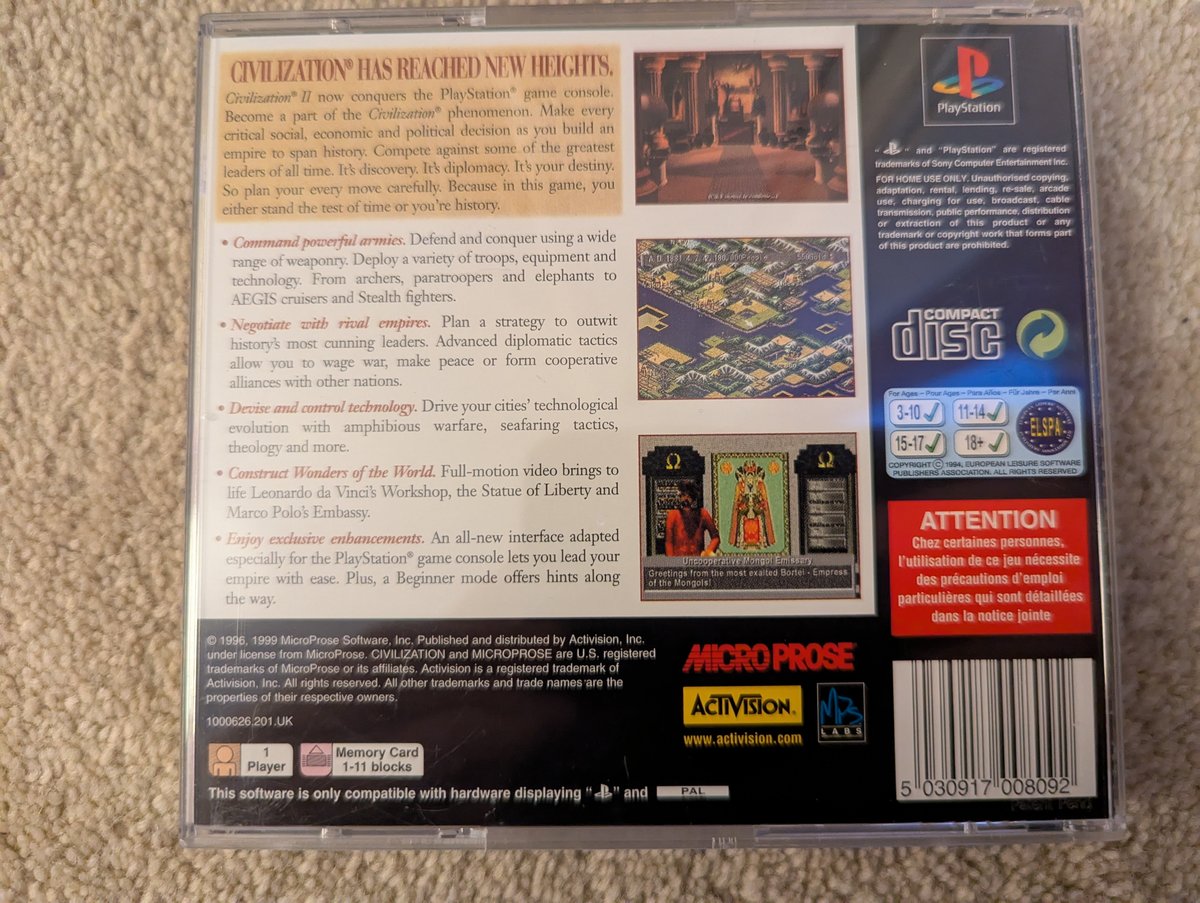 CIVILIZATION® HAS REACHED NEW HEIGHTS.
Civilization® II now conquers the PlayStation® game console.
Become a part of the Civilization® phenomenon. Make every
critical social, economic and political decision as you build an
empire to span history. Compete against some of the greatest
leaders of all time. It's discovery. It's diplomacy. It's your destiny.
So plan your every move carefully. Because in this game, you
either stand the test of time or you're history.
• Command powerful armies. Defend and conquer using a wide
range of weaponry. Deploy a variety of troops, equipment and
technology. From archers, paratroopers and elephants to
AEGIS cruisers and Stealth fighters.
• Negotiate with rival empires. Plan a strategy to outwit
history's most cunning leaders. Advanced diplomatic tactics
allow you to wage war, make peace or form cooperative
alliances with other nations.
• Devise and control technology. Drive your cities' technological
evolution with amphibious warfare, seafaring tactics,
theology and more.
• Construct Wonders of the World. Full-motion video brings to
life Leonardo da Vinci's Workshop, the Statue of Liberty and
Marco Polo's Embassy.
• Enjoy exclusive enhancements. An all-new interface adapted
especially for the PlayStation® game console lets you lead your
empire with ease. Plus, a Beginner mode offers hints along
the way.
Uncooperative Mongol Emissary
Greetings from the most exalted Bortei - Empress
of the Mongols!
PlayStation
" " and "PlayStation" are registered
trademarks of Sony Computer Entertainment Inc.
FOR HOME USE ONLY. Unauthorised copying,
adaptation, rental, lending, re-sale, arcade
use, charging for use, broadcast, cable
transmission, public performance, distribution
or extraction of this product or any
trademark or copyright work that forms part
of this product are prohibited.
COMPACT
disc
For Ages – Pour Ages – Para Años – Für Jahre – Per Anni
3-10 ✓ 11-14 ✓
15-17 ✓ 18+ ✓
ELSPA
COPYRIGHT © 1994, EUROPEAN LEISURE SOFTWARE
PUBLISHERS ASSOCIATION. ALL RIGHTS RESERVED
ATTENTION
Chez certaines personnes,
l'utilisation de ce jeu nécessite
des précautions d'emploi
particulières qui sont détaillées
dans la notice jointe
© 1996, 1999 MicroProse Software, Inc. Published and distributed by Activision, Inc.
under license from MicroProse. CIVILIZATION and MICROPROSE are U.S. registered
trademarks of MicroProse or its affiliates. Activision is a registered trademark of
Activision, Inc. All rights reserved. All other trademarks and trade names are the
properties of their respective owners.
1000626.201.UK
MICROPROSE
ACTIVISION.
www.activision.com
MPS
LABS
1
Player
Memory Card
1-11 blocks
This software is only compatible with hardware displaying " " and PAL
5 030917 008092